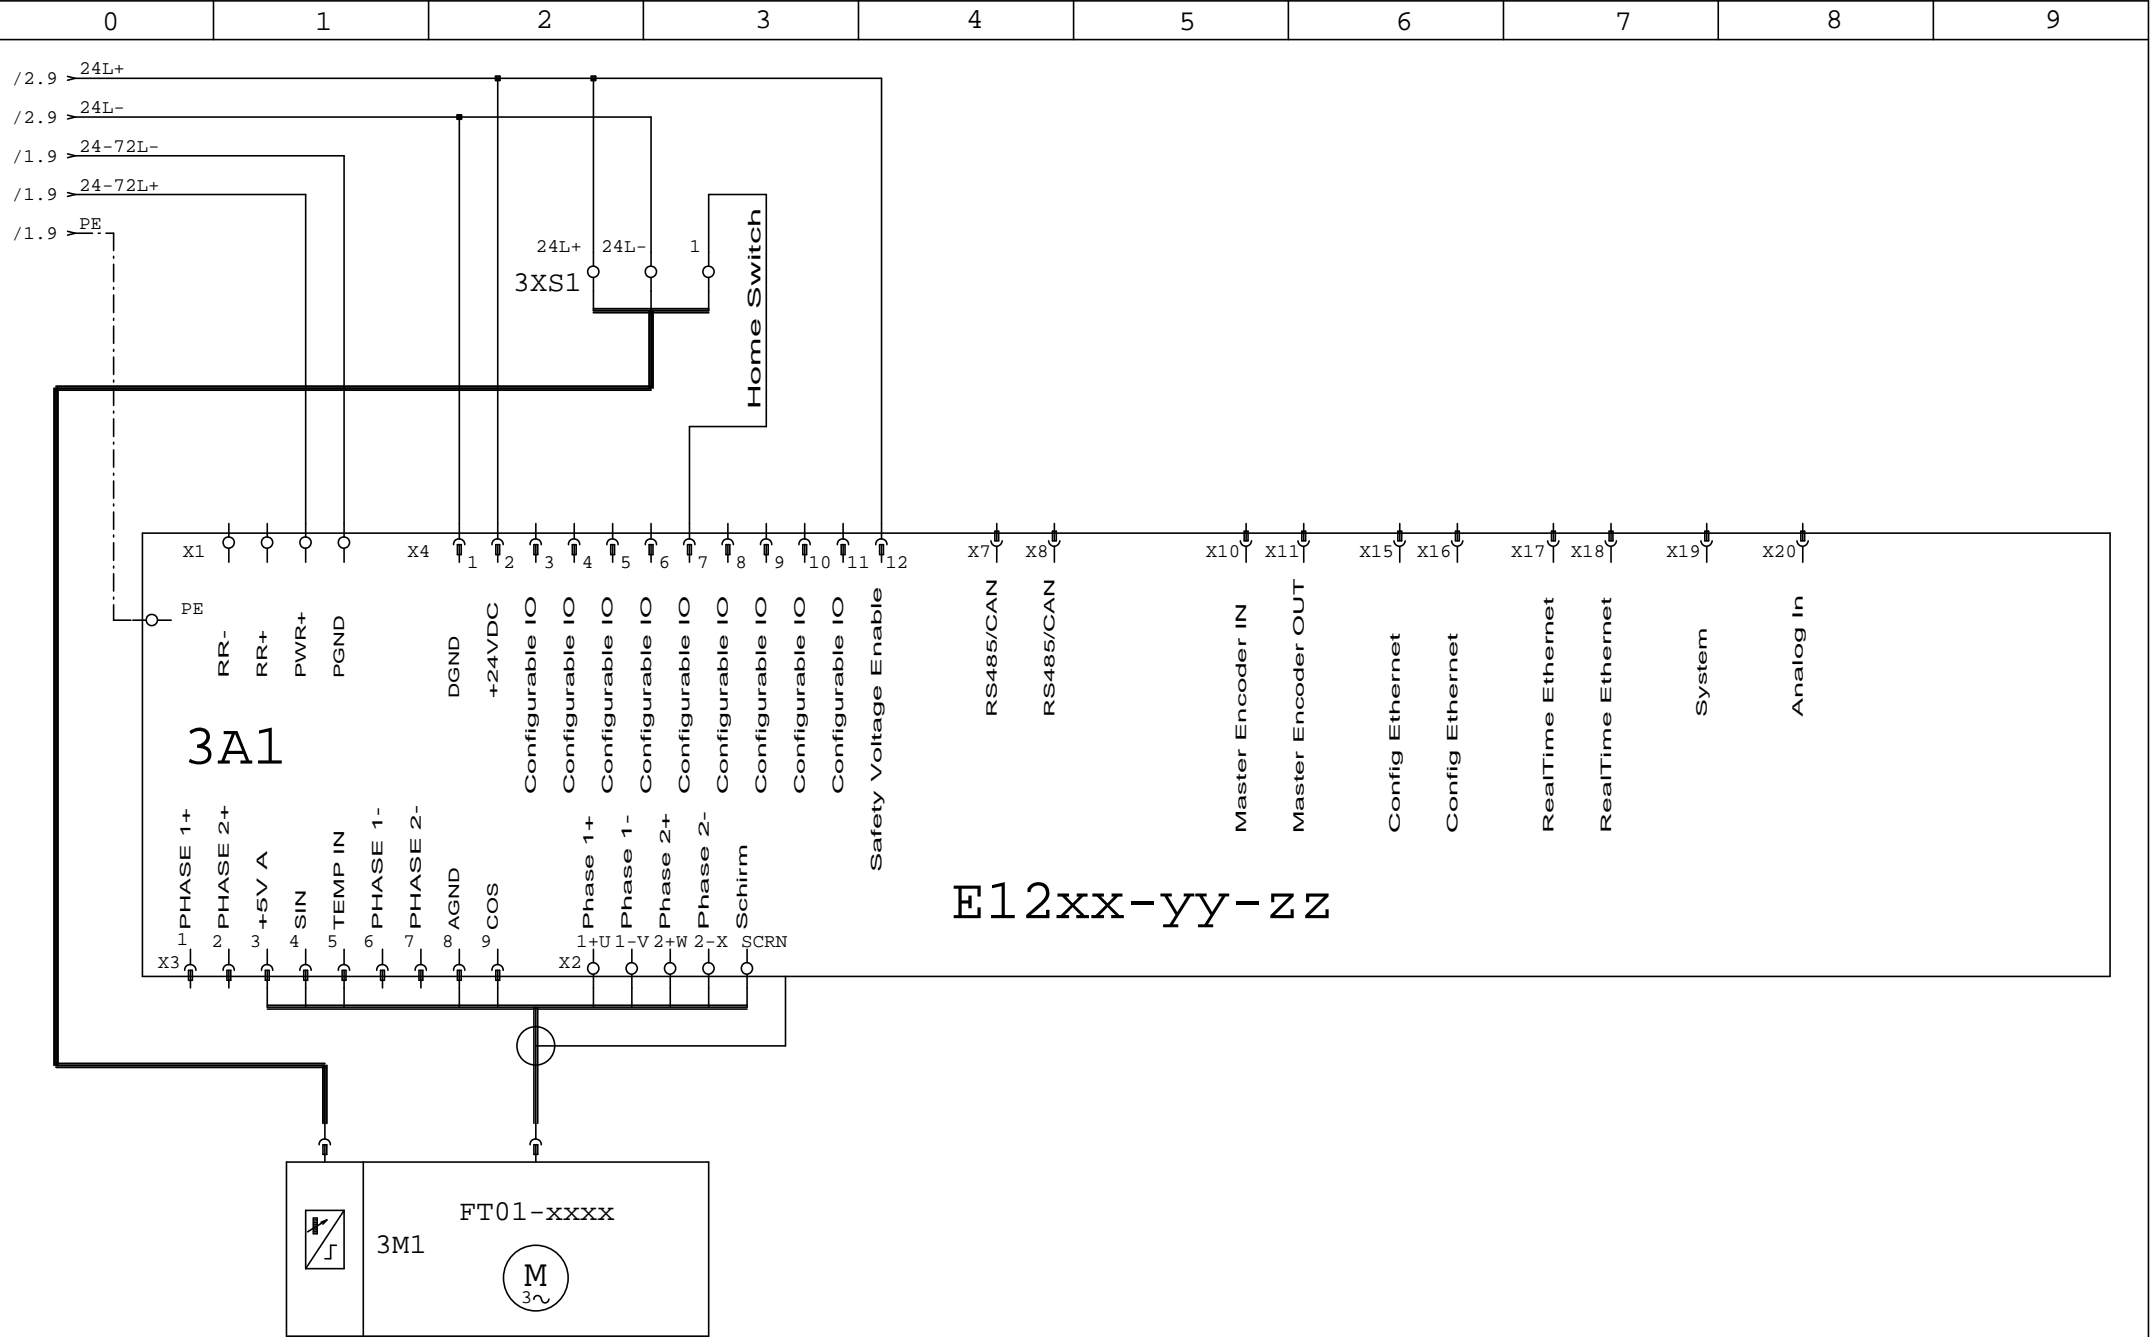 0 1 2 3 4 5 6 7 8 9
/2.9 24L+
/2.9 24L-
/1.9 24-72L-
/1.9 24-72L+
/1.9 PE
24L+ 24L- 1
3XS1
Home Switch
X1 X4 1 2 3 4 5 6 7 8 9 10 11 12 X7 X8 X10 X11 X15 X16 X17 X18 X19 X20
PE
RR-
RR+
PWR+
PGND
DGND
+24VDC
Configurable IO
Configurable IO
Configurable IO
Configurable IO
Configurable IO
Configurable IO
Configurable IO
Configurable IO
Configurable IO
Safety Voltage Enable
RS485/CAN
RS485/CAN
Master Encoder IN
Master Encoder OUT
Config Ethernet
Config Ethernet
RealTime Ethernet
RealTime Ethernet
System
Analog In
3A1
PHASE 1+
PHASE 2+
+5V A
SIN
TEMP IN
PHASE 1-
PHASE 2-
AGND
COS
Phase 1+
Phase 1-
Phase 2+
Phase 2-
Schirm
E12xx-yy-zz
1 2 3 4 5 6 7 8 9 1+U 1-V 2+W 2-X SCRN
X3 X2
FT01-xxxx
3M1
M
3~